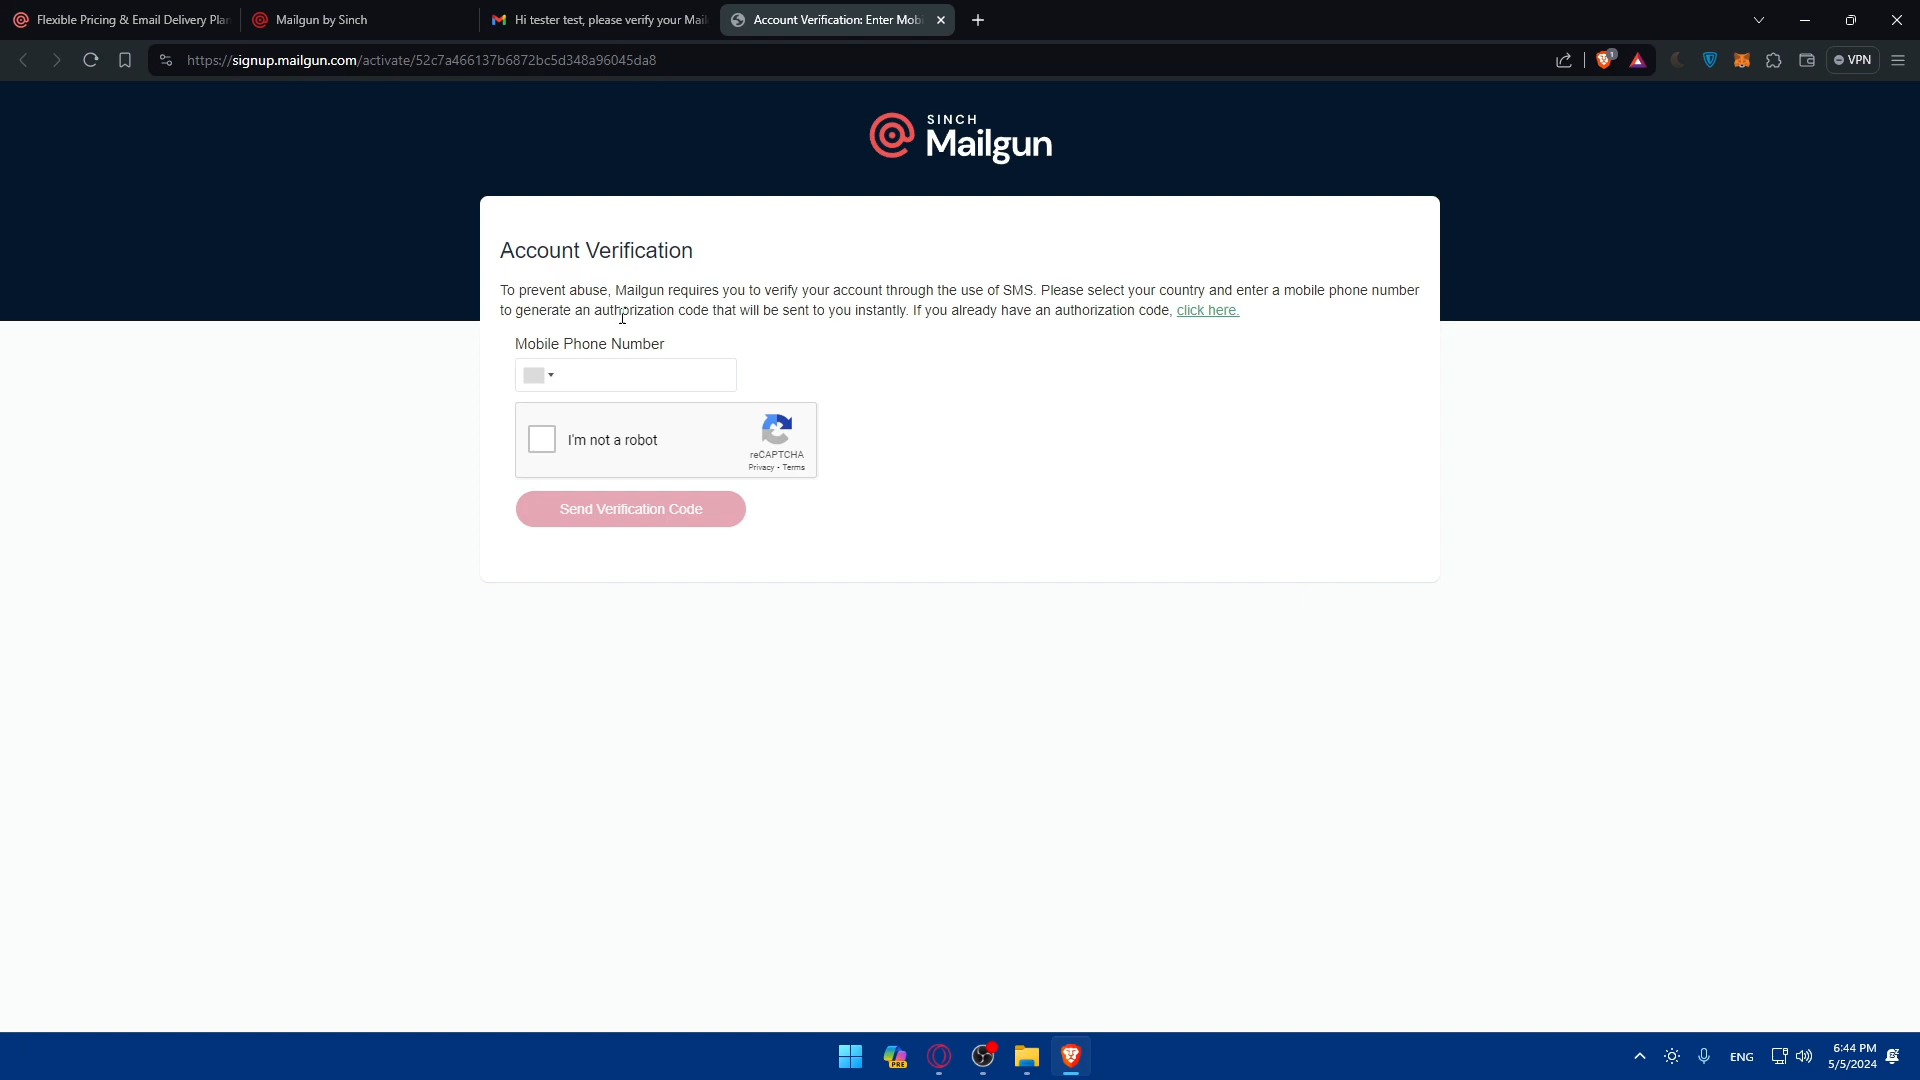 Flexible Pricing & Email Delivery Plan
Mailgun by Sinch
Hi tester test, please verify your Mail
Account Verification: Enter Mobi
https://signup.mailgun.com/activate/52c7a466137b6872bc5d348a96045da8
1
VPN
SINCH
Mailgun
Account Verification
To prevent abuse, Mailgun requires you to verify your account through the use of SMS. Please select your country and enter a mobile phone number
to generate an authorization code that will be sent to you instantly. If you already have an authorization code, click here.
Mobile Phone Number
I'm not a robot
reCAPTCHA
Privacy - Terms
Send Verification Code
PRE
ENG
6:44 PM
5/5/2024